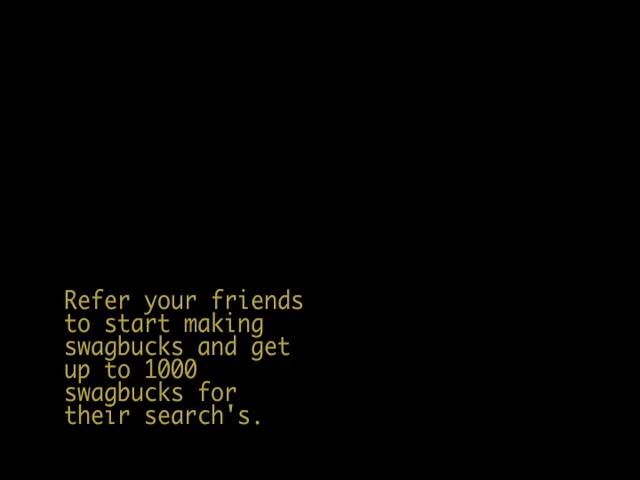 Refer your friends
to start making
swagbucks and get
up to 1000
swagbucks for
their search's.